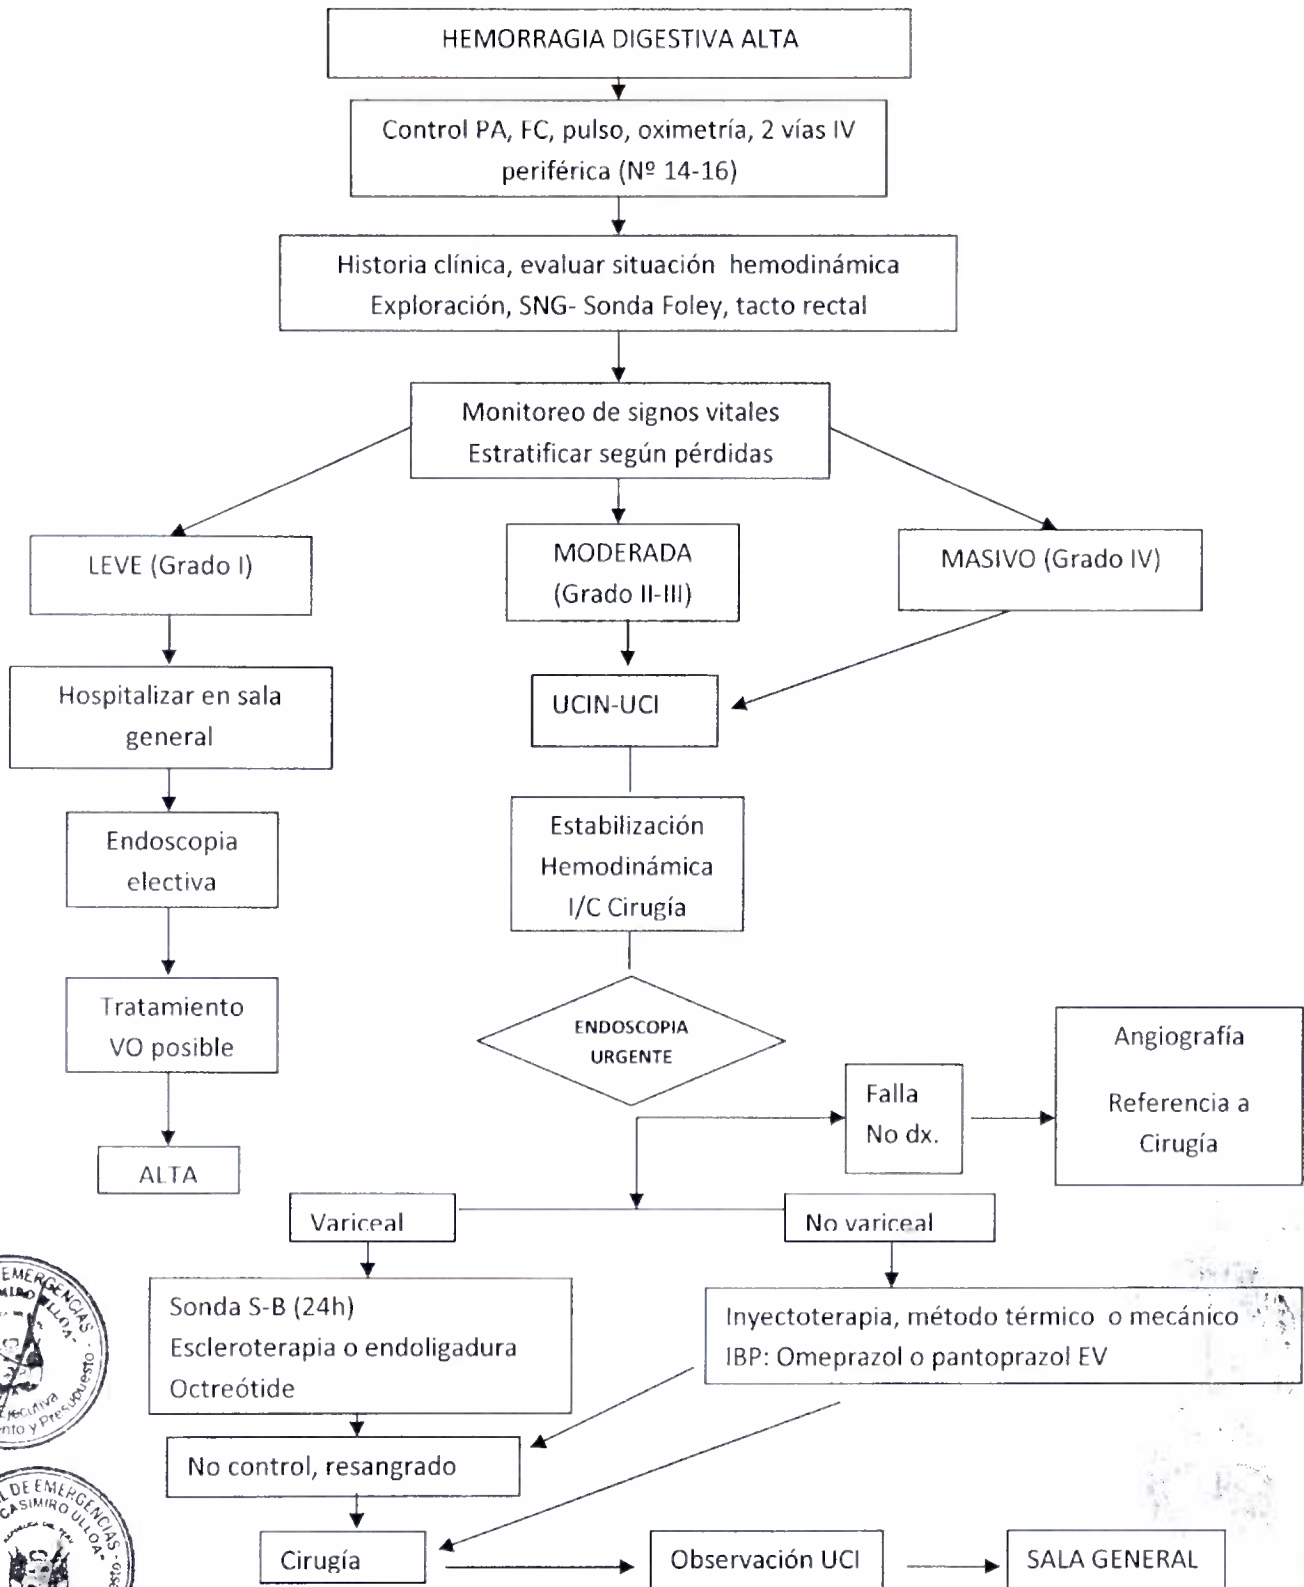 HEMORRAGIA DIGESTIVA ALTA
Control PA, FC, pulso, oximetría, 2 vías IV
periférica (Nº 14-16)
Historia clínica, evaluar situación hemodinámica
Exploración, SNG- Sonda Foley, tacto rectal
Monitoreo de signos vitales
Estratificar según pérdidas
LEVE (Grado I)
MODERADA
(Grado II-III)
MASIVO (Grado IV)
Hospitalizar en sala
general
UCIN-UCI
Endoscopia
electiva
Estabilización
Hemodinámica
I/C Cirugía
Tratamiento
VO posible
ENDOSCOPIA
URGENTE
Falla
No dx.
Angiografía
Referencia a
Cirugía
ALTA
Variceal
No variceal
Sonda S-B (24h)
Escleroterapia o endoligadura
Octreótide
Inyectoterapia, método térmico o mecánico
IBP: Omeprazol o pantoprazol EV
No control, resangrado
Cirugía
Observación UCI
SALA GENERAL
DE EMERGENCIAS
CASIMIRO ULLOA